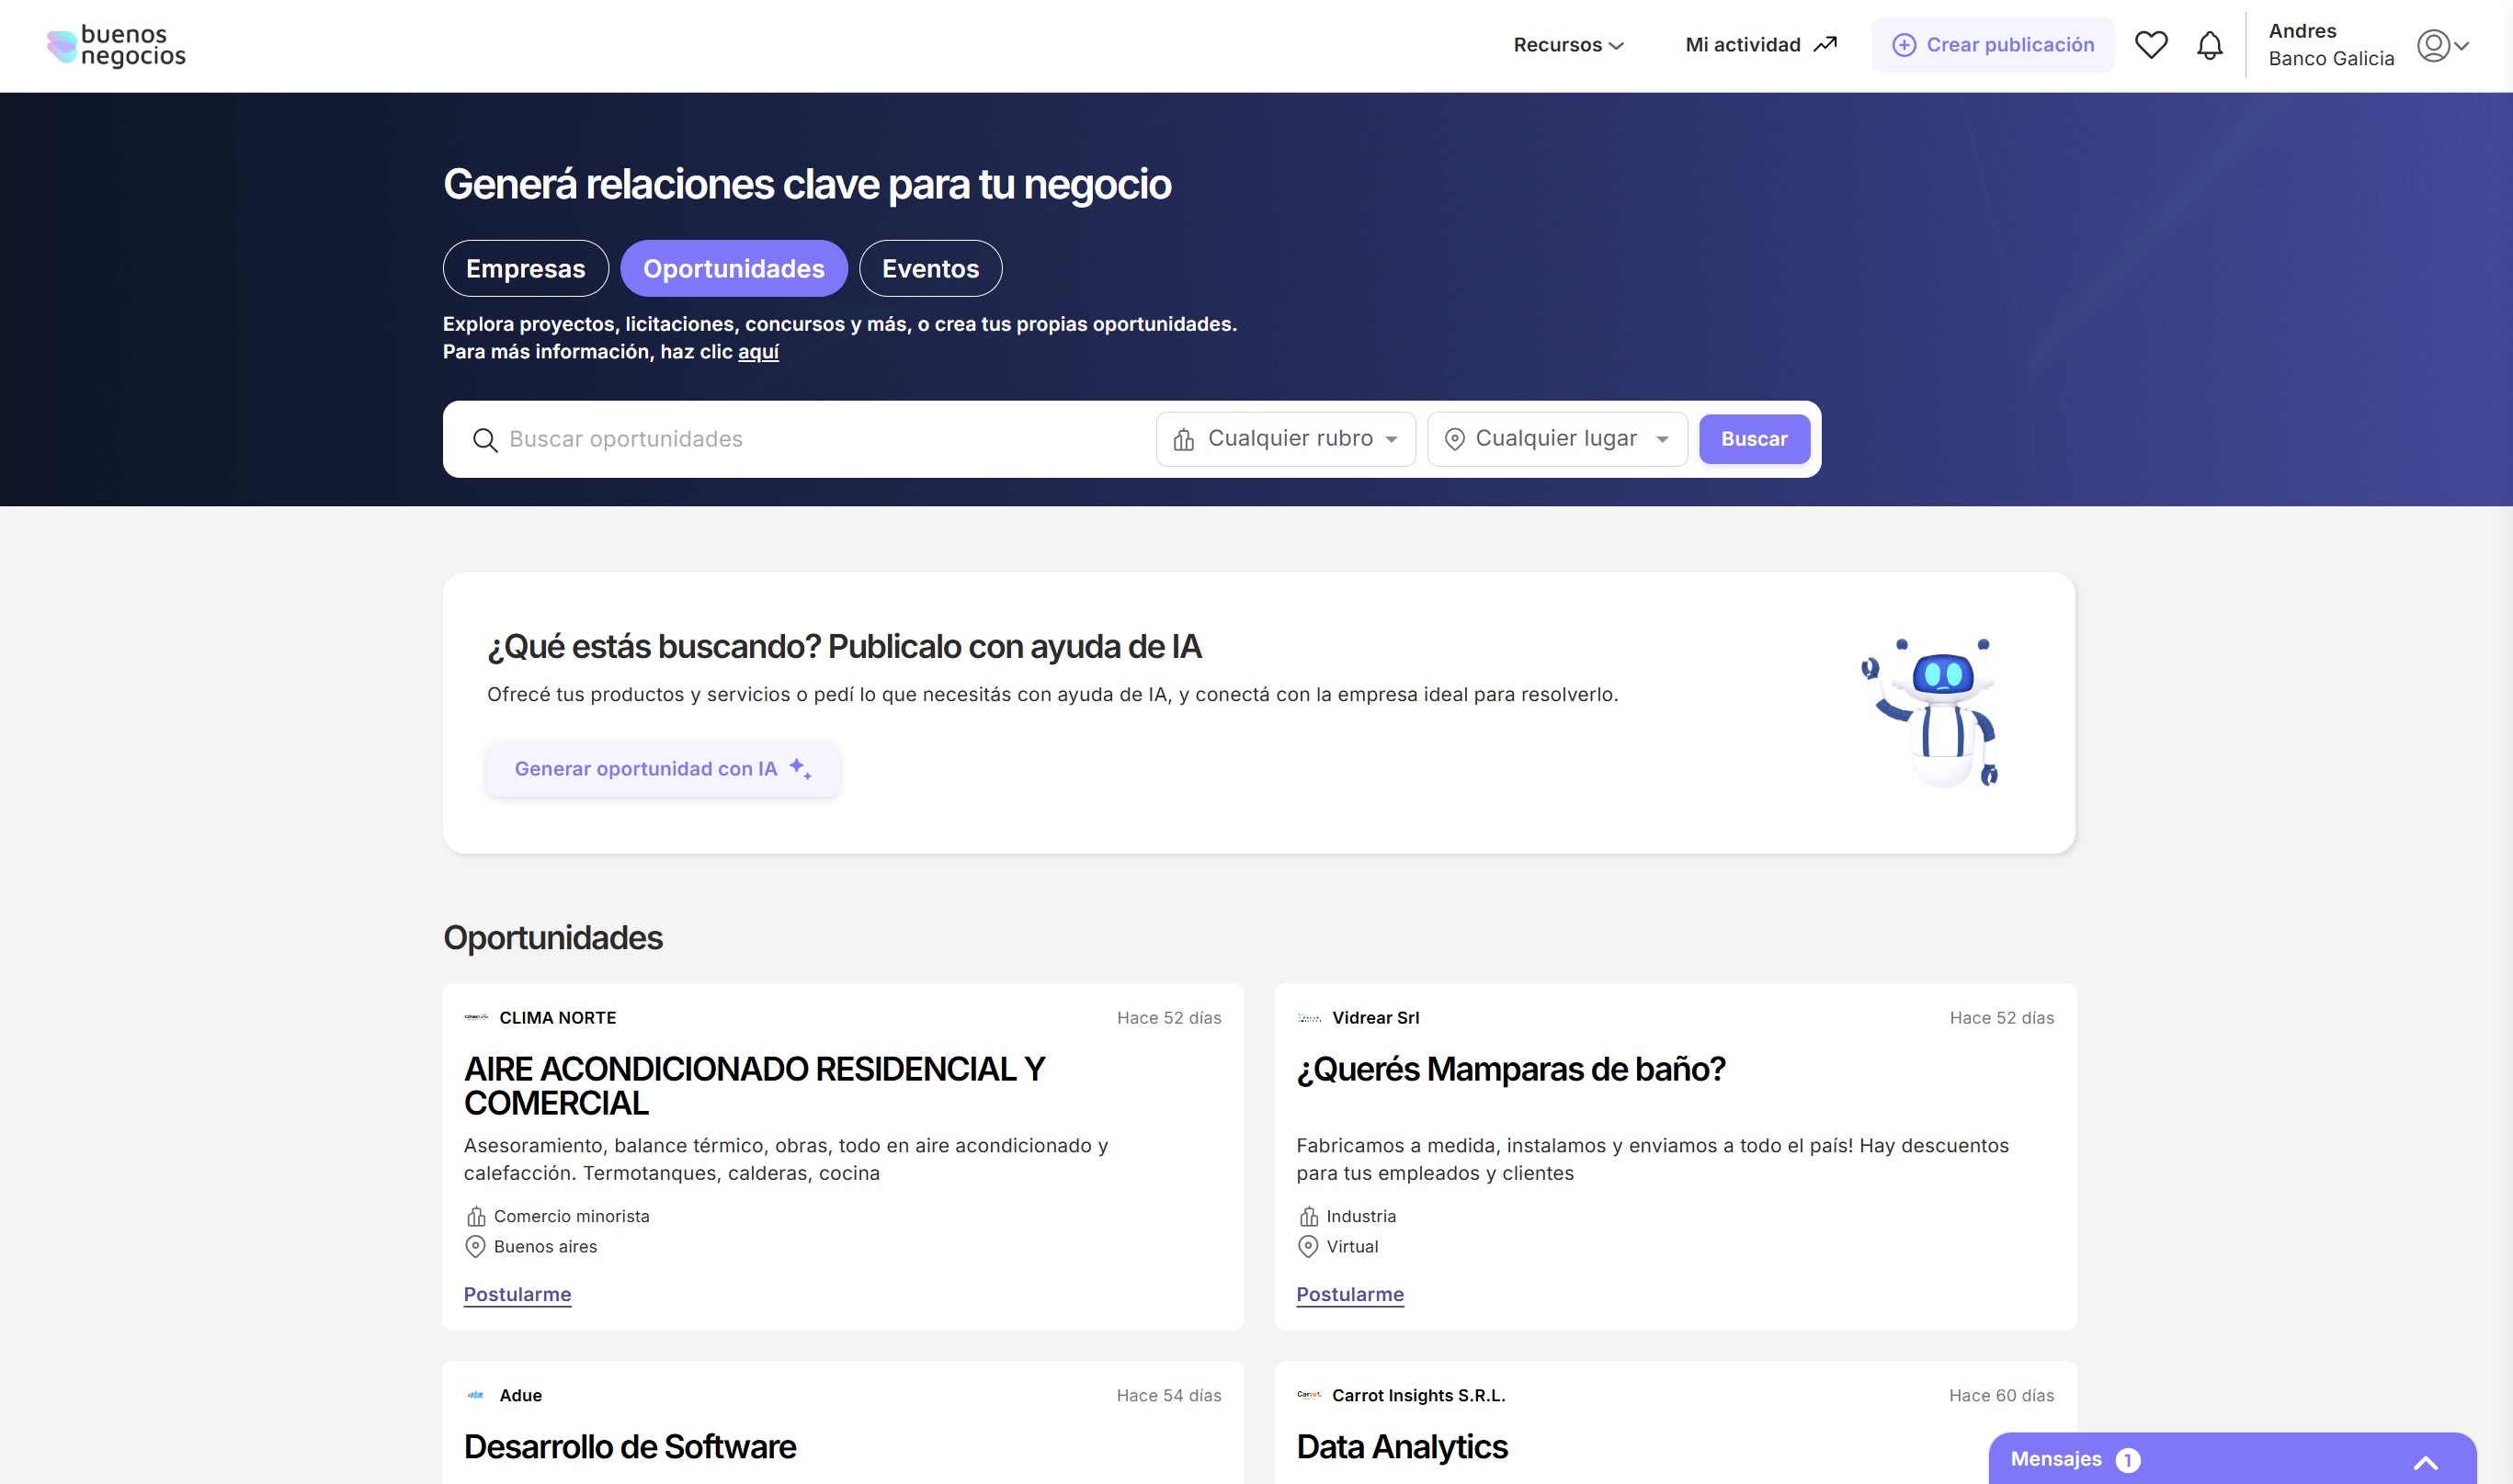 buenos
negocios
Recursos
Mi actividad
Crear publicación
Andres
Banco Galicia
Generá relaciones clave para tu negocio
Empresas
Oportunidades
Eventos
Explora proyectos, licitaciones, concursos y más, o crea tus propias oportunidades.
Para más información, haz clic aquí
Buscar oportunidades
Cualquier rubro
Cualquier lugar
Buscar
¿Qué estás buscando? Publicalo con ayuda de IA
Ofrecé tus productos y servicios o pedí lo que necesitás con ayuda de IA, y conectá con la empresa ideal para resolverlo.
Generar oportunidad con IA
Oportunidades
CLIMA NORTE
Hace 52 días
AIRE ACONDICIONADO RESIDENCIAL Y
COMERCIAL
Asesoramiento, balance térmico, obras, todo en aire acondicionado y
calefacción. Termotanques, calderas, cocina
Comercio minorista
Buenos aires
Postularme
Vidrear Srl
Hace 52 días
¿Querés Mamparas de baño?
Fabricamos a medida, instalamos y enviamos a todo el país! Hay descuentos
para tus empleados y clientes
Industria
Virtual
Postularme
Adue
Hace 54 días
Desarrollo de Software
Carrot Insights S.R.L.
Hace 60 días
Data Analytics
Mensajes 1